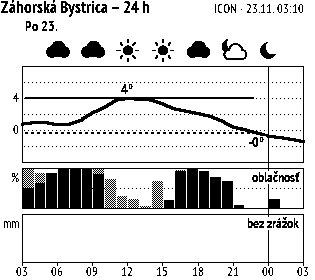 Záhorská Bystrica – 24 h
ICON · 23.11. 03:10
Po 23.
4°
4
0
-0°
%
oblačnosť
mm
bez zrážok
03 06 09 12 15 18 21 00 03